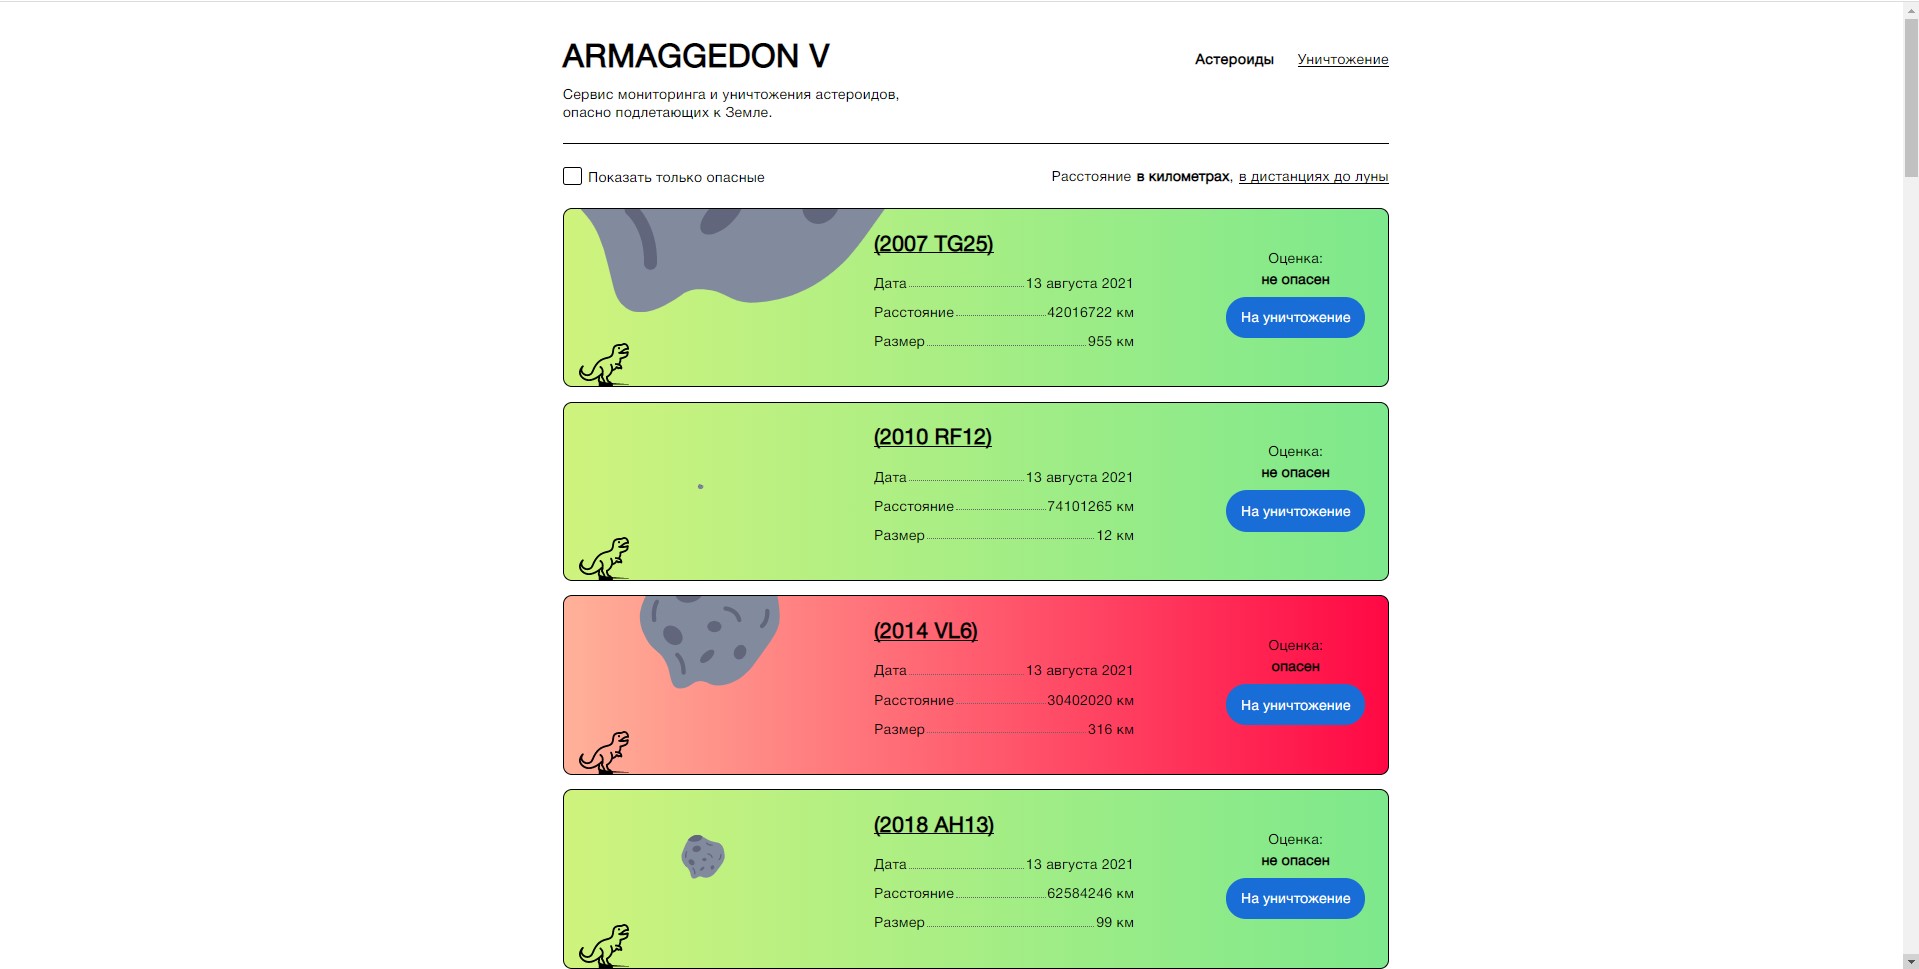 ARMAGGEDON V
Астероиды Уничтожение
Сервис мониторинга и уничтожения астероидов,
опасно подлетающих к Земле.
Показать только опасные
Расстояние в километрах, в дистанциях до луны
(2007 TG25)
Дата 13 августа 2021
Расстояние 42016722 км
Размер 955 км
Оценка:
не опасен
На уничтожение
(2010 RF12)
Дата 13 августа 2021
Расстояние 74101265 км
Размер 12 км
Оценка:
не опасен
На уничтожение
(2014 VL6)
Дата 13 августа 2021
Расстояние 30402020 км
Размер 316 км
Оценка:
опасен
На уничтожение
(2018 AH13)
Дата 13 августа 2021
Расстояние 62584246 км
Размер 99 км
Оценка:
не опасен
На уничтожение